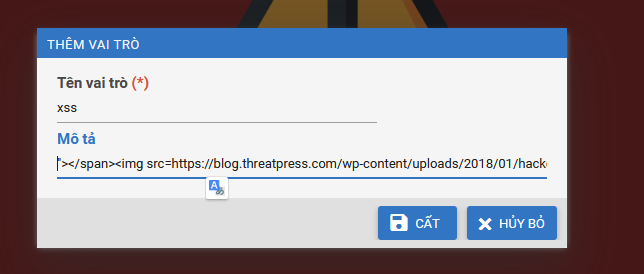 THÊM VAI TRÒ
Tên vai trò (*)
xss
Mô tả
"></span><img src=https://blog.threatpress.com/wp-content/uploads/2018/01/hack
CẤT
HỦY BỎ